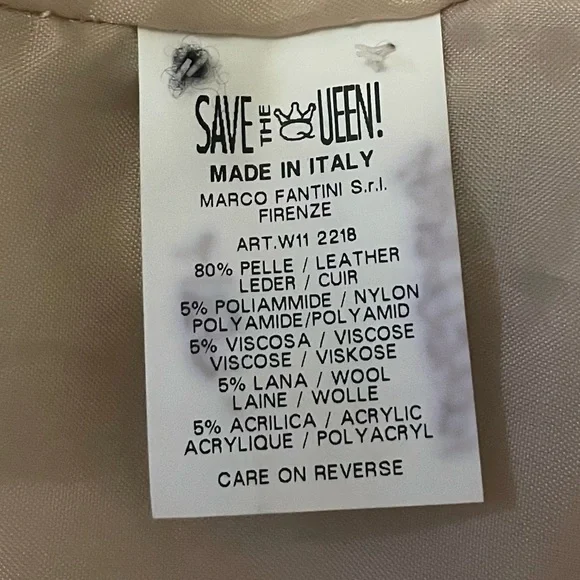 SAVE THE QUEEN!
MADE IN ITALY
MARCO FANTINI S.r.l.
FIRENZE
ART.W11 2218
80% PELLE / LEATHER
LEDER / CUIR
5% POLIAMMIDE / NYLON
POLYAMIDE/POLYAMID
5% VISCOSA / VISCOSE
VISCOSE / VISKOSE
5% LANA / WOOL
LAINE / WOLLE
5% ACRILICA / ACRYLIC
ACRYLIQUE / POLYACRYL
CARE ON REVERSE